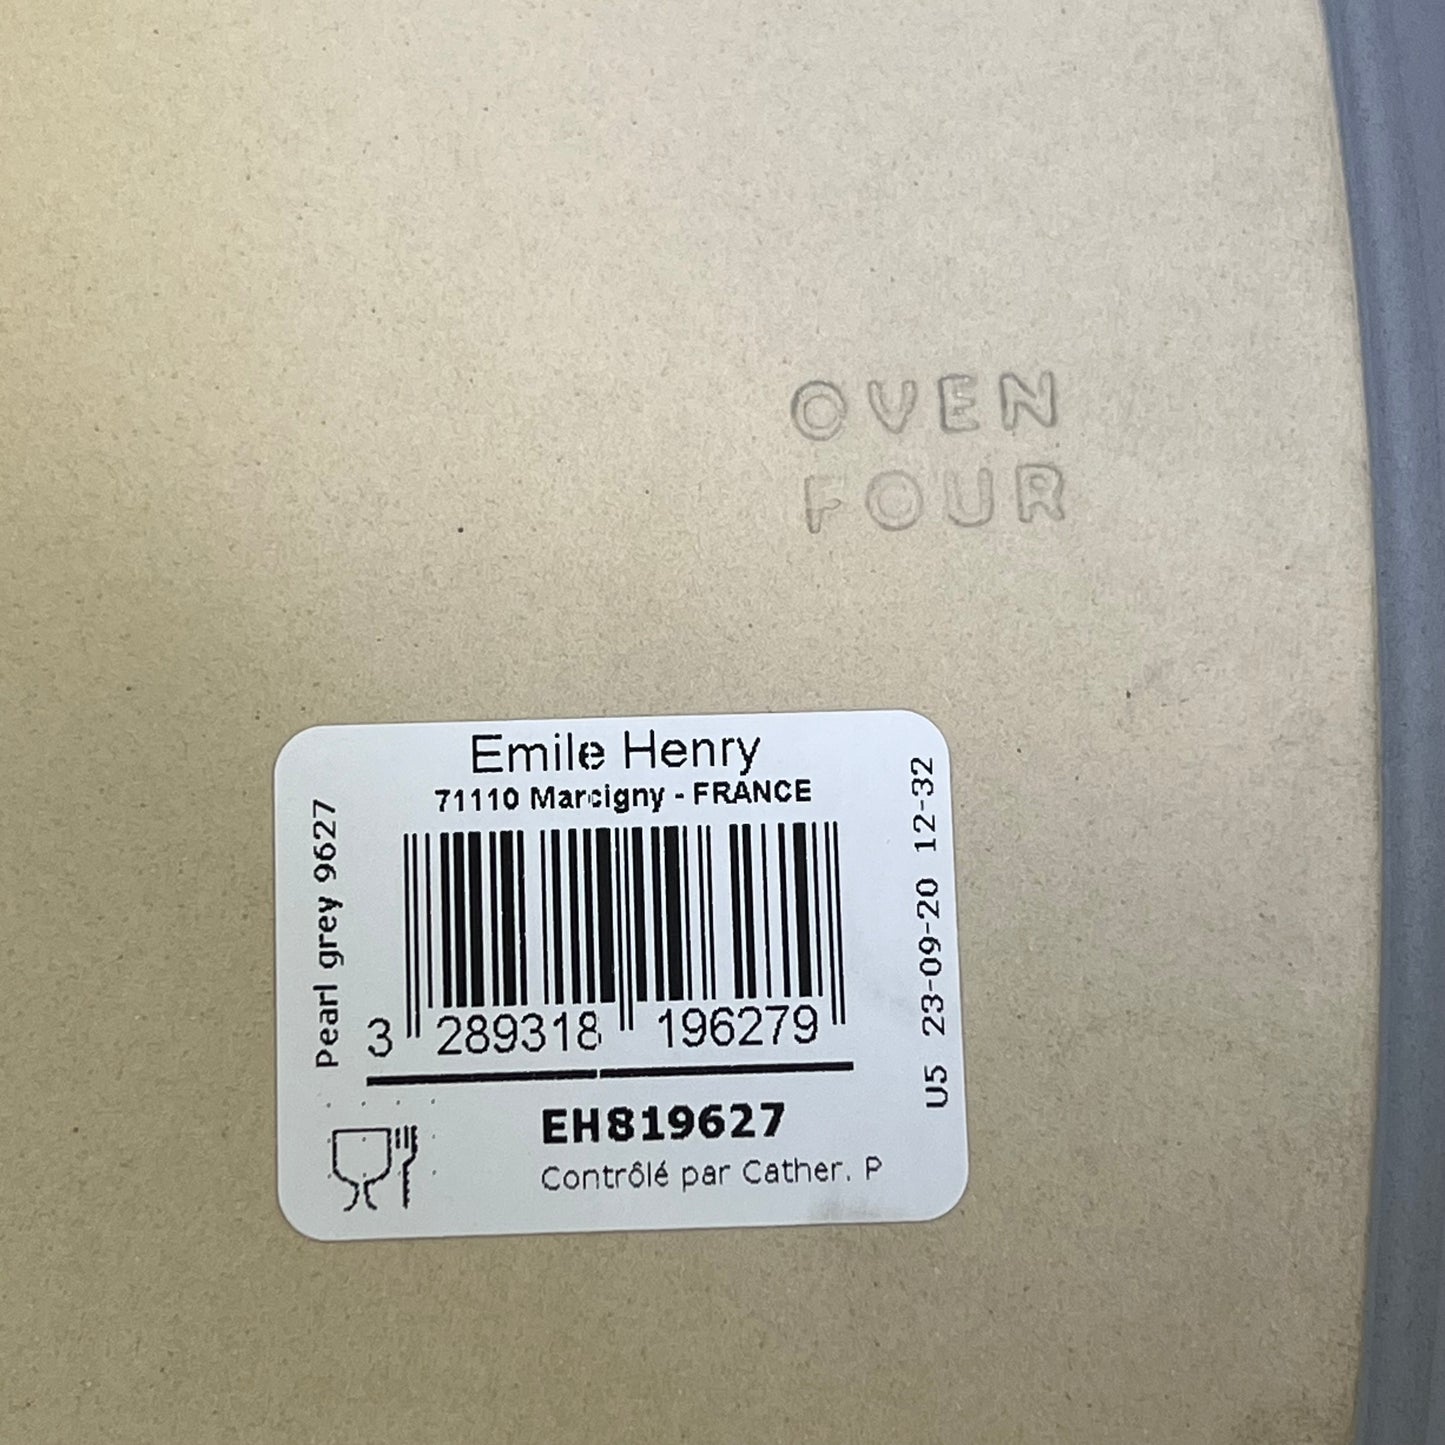 OVEN
FOUR
Emile Henry
71110 Marcigny - FRANCE
Pearl grey 9627
U5 23-09-20 12-32
3 289318 196279
EH819627
Contrôlé par Cather. P